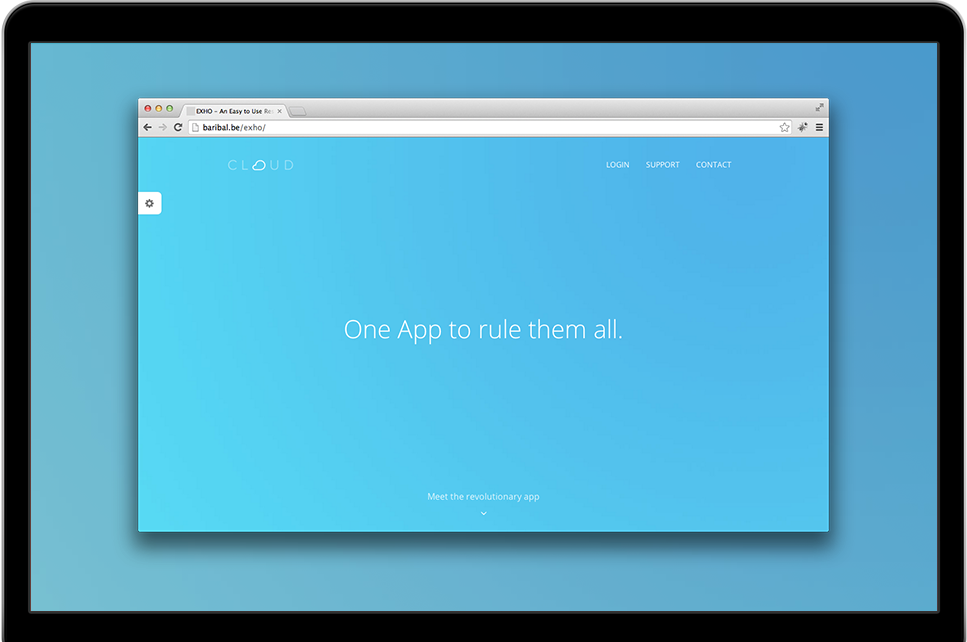 EXHO – An Easy to Use Re
baribal.be/exho/
CLOUD
LOGIN SUPPORT CONTACT
One App to rule them all.
Meet the revolutionary app